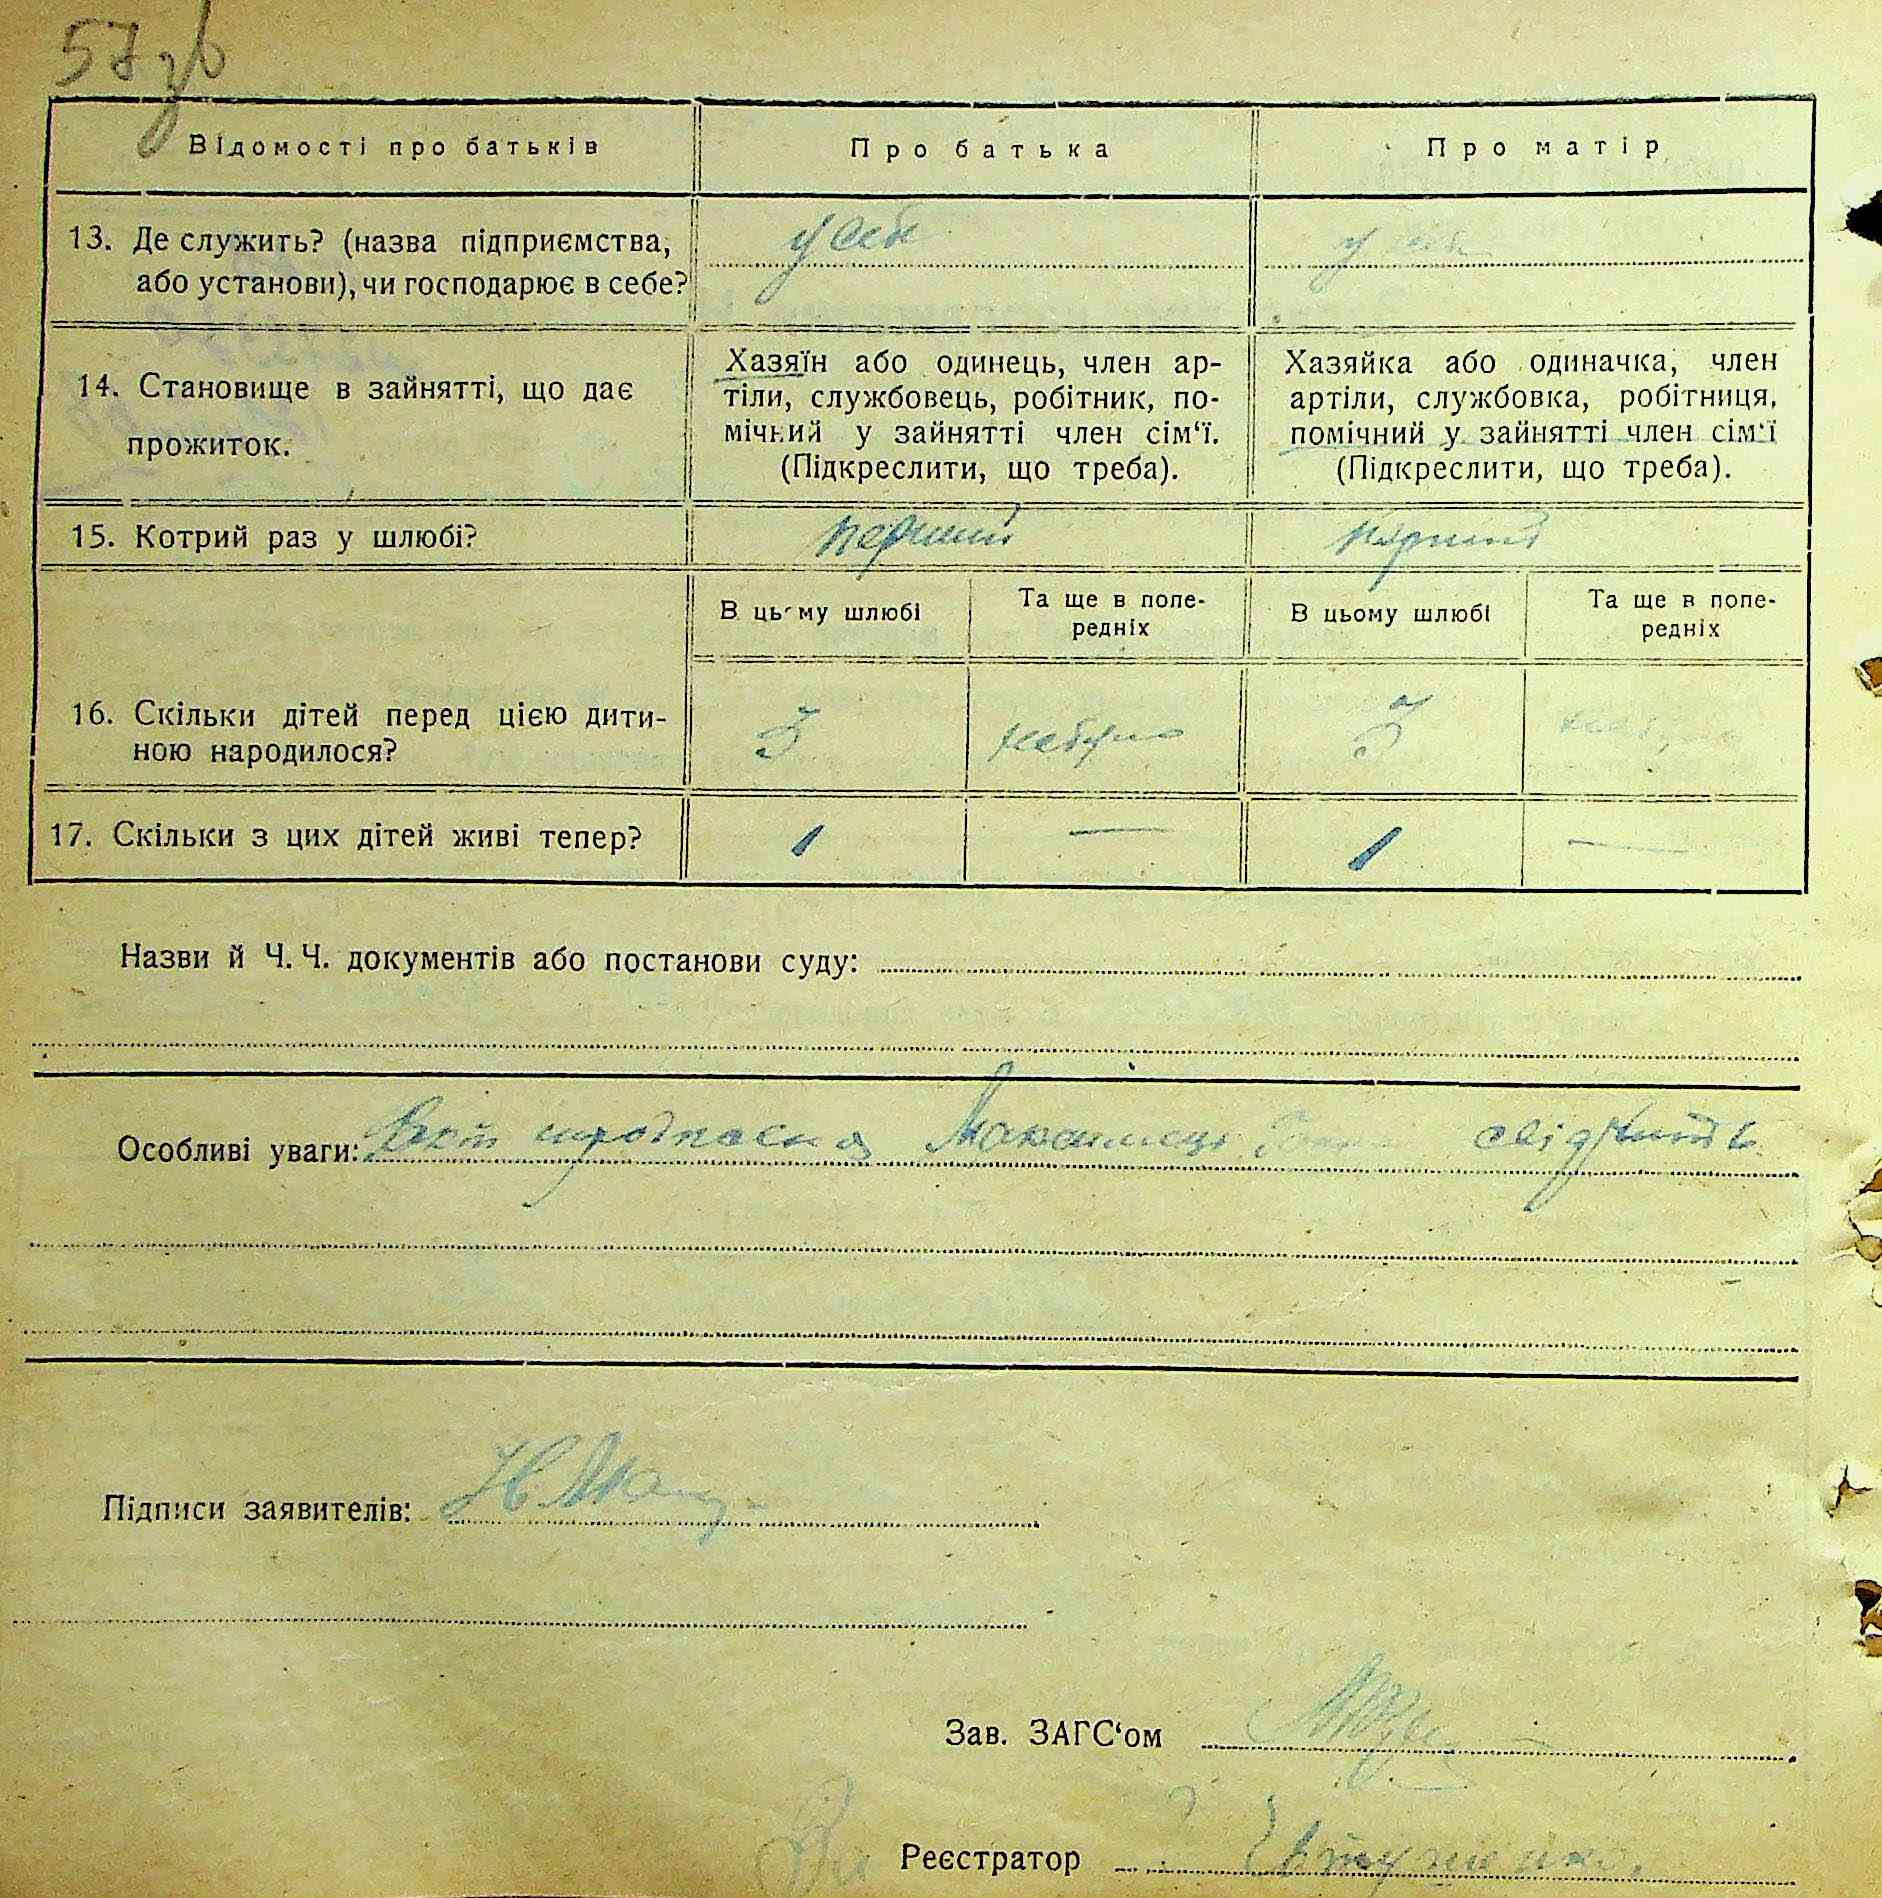 57 зв
Відомості про батьків Про батька Про матір
13. Де служить? (назва підприємства, у себе у себе
або установи), чи господарює в себе?
14. Становище в зайнятті, що дає прожиток.
Хазяїн або одинець, член ар-
тіли, службовець, робітник, по-
мічний у зайнятті член сім‘ї.
(Підкреслити, що треба).
Хазяйка або одиначка, член
артіли, службовка, робітниця,
помічний у зайнятті член сім‘ї
(Підкреслити, що треба).
15. Котрий раз у шлюбі? перший перший
В цьому шлюбі Та ще в попе-
редніх В цьому шлюбі Та ще в попе-
редніх
16. Скільки дітей перед цією дити-
ною народилося? 3 небуло 3 небуло
17. Скільки з цих дітей живі тепер? 1 — 1 —
Назви й Ч. Ч. документів або постанови суду:
Особливі уваги:
Підписи заявителів:
Зав. ЗАГС‘ом
Реєстратор